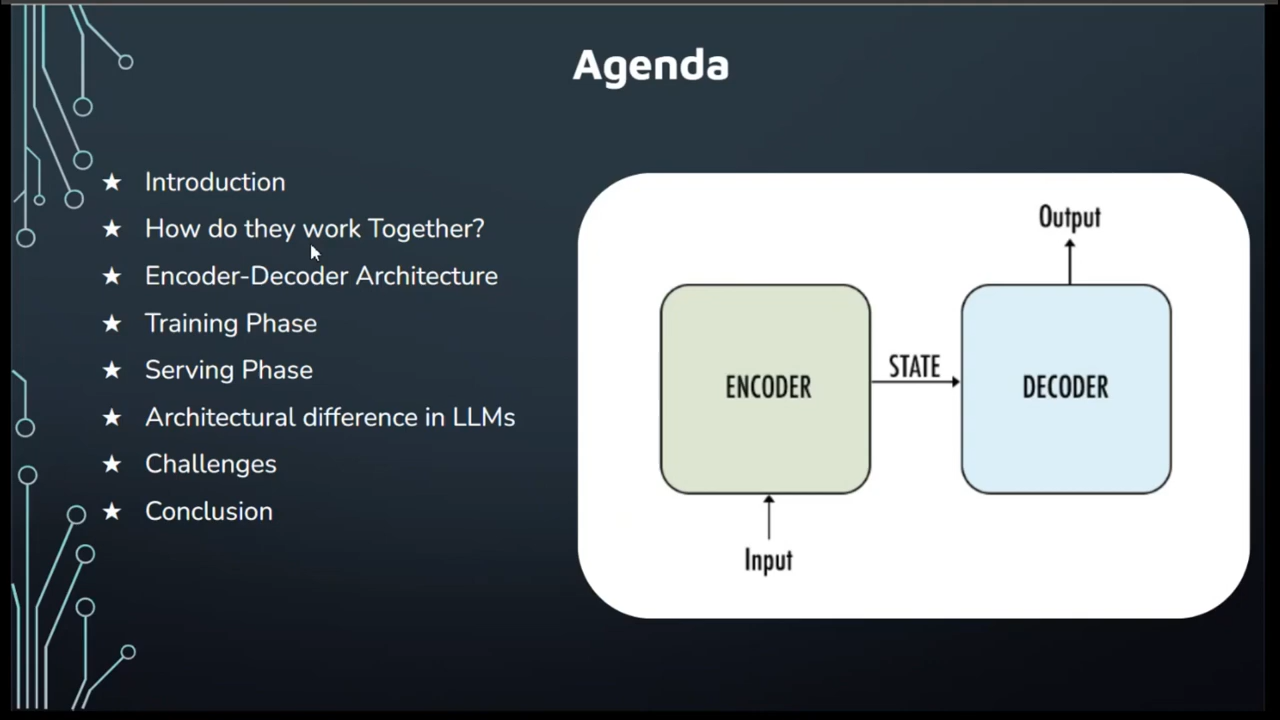 Agenda
★ Introduction
★ How do they work Together?
★ Encoder-Decoder Architecture
★ Training Phase
★ Serving Phase
★ Architectural difference in LLMs
★ Challenges
★ Conclusion
Output
ENCODER
STATE
DECODER
Input